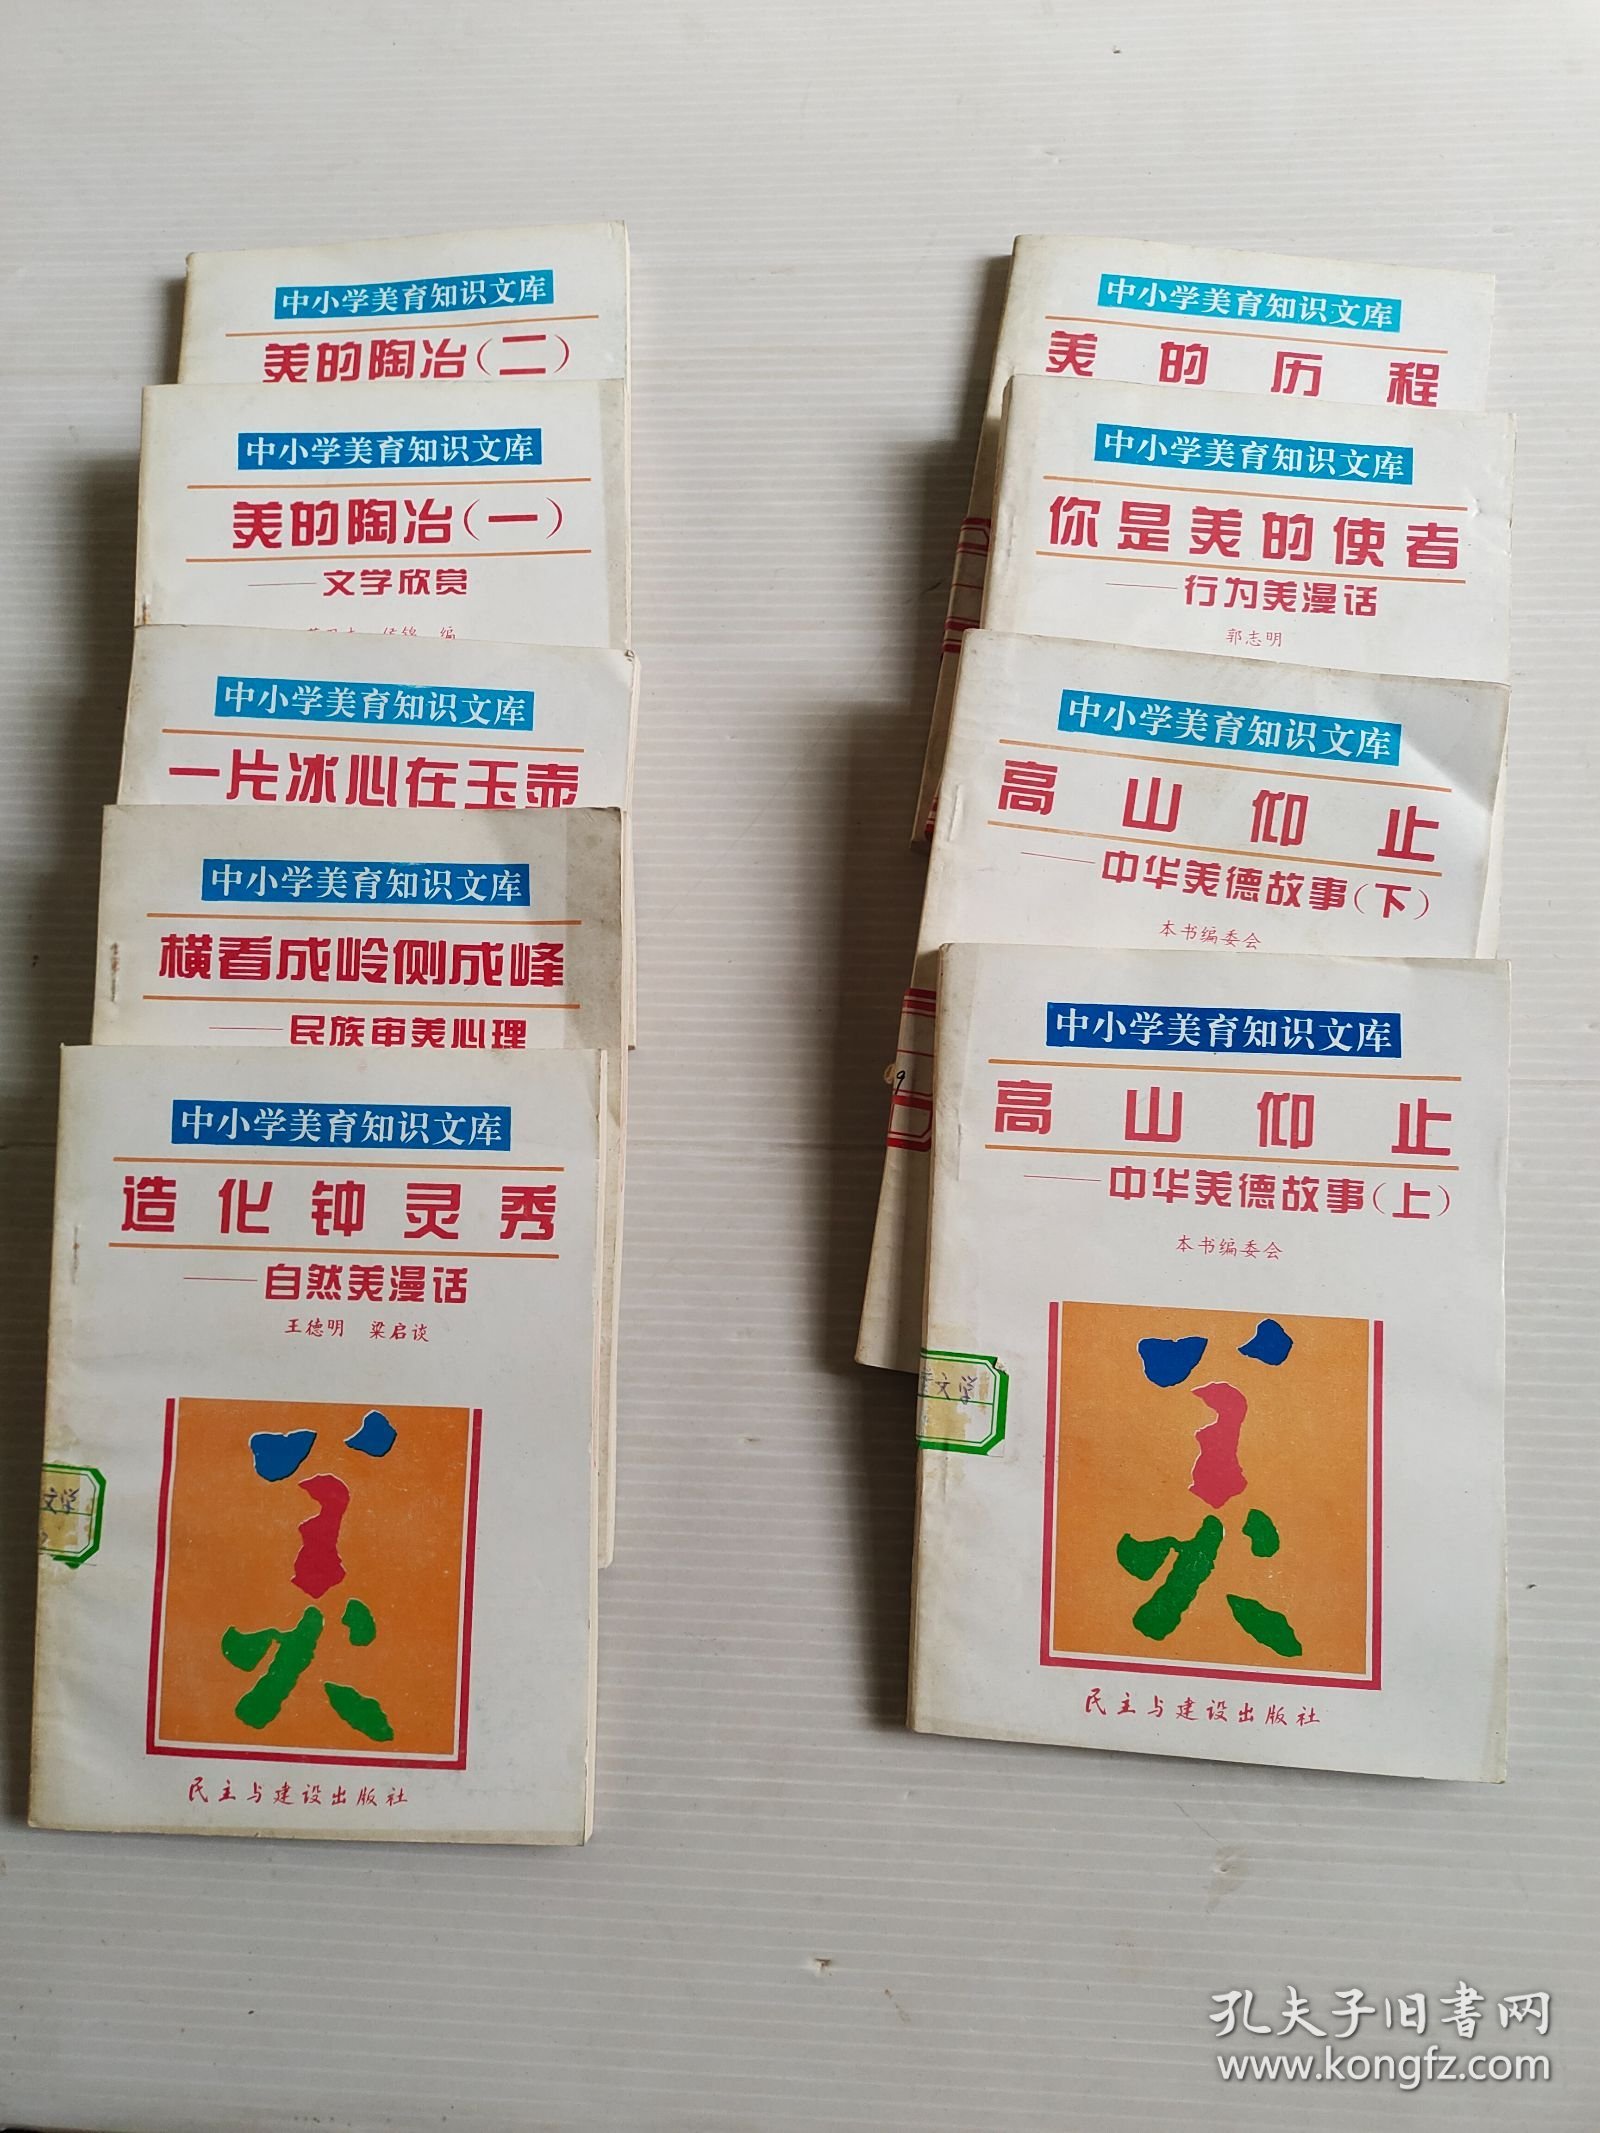 中小学美育知识文库
美的陶冶(二)
中小学美育知识文库
美的陶冶(一)
——文学欣赏
编
中小学美育知识文库
一片冰心在玉壶
中小学美育知识文库
横看成岭侧成峰
——民族审美心理
中小学美育知识文库
造化钟灵秀
——自然美漫话
王德明 梁启谈
文学
民主与建设出版社
中小学美育知识文库
美的历程
中小学美育知识文库
你是美的使者
——行为美漫话
郭志明
中小学美育知识文库
高山仰止
——中华美德故事(下)
本书编委会
9
中小学美育知识文库
高山仰止
——中华美德故事(上)
本书编委会
文学
民主与建设出版社
孔夫子旧书网
www.kongfz.com